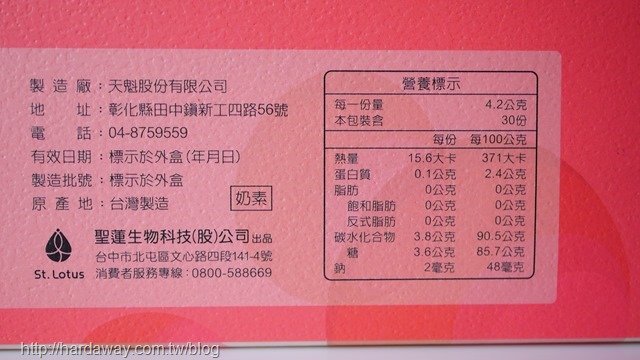 製造廠：天魁股份有限公司
地　　址：彰化縣田中鎮新工四路56號
電　　話：04-8759559
有效日期：標示於外盒(年月日)
製造批號：標示於外盒
原產地：台灣製造
奶素
St. Lotus
聖蓮生物科技(股)公司出品
台中市北屯區文心路四段141-4號
消費者服務專線：0800-588669
營養標示
每一份量 4.2公克
本包裝含 30份
每份 每100公克
熱量 15.6大卡 371大卡
蛋白質 0.1公克 2.4公克
脂肪 0公克 0公克
飽和脂肪 0公克 0公克
反式脂肪 0公克 0公克
碳水化合物 3.8公克 90.5公克
糖 3.6公克 85.7公克
鈉 2毫克 48毫克
http://hardaway.com.tw/blog